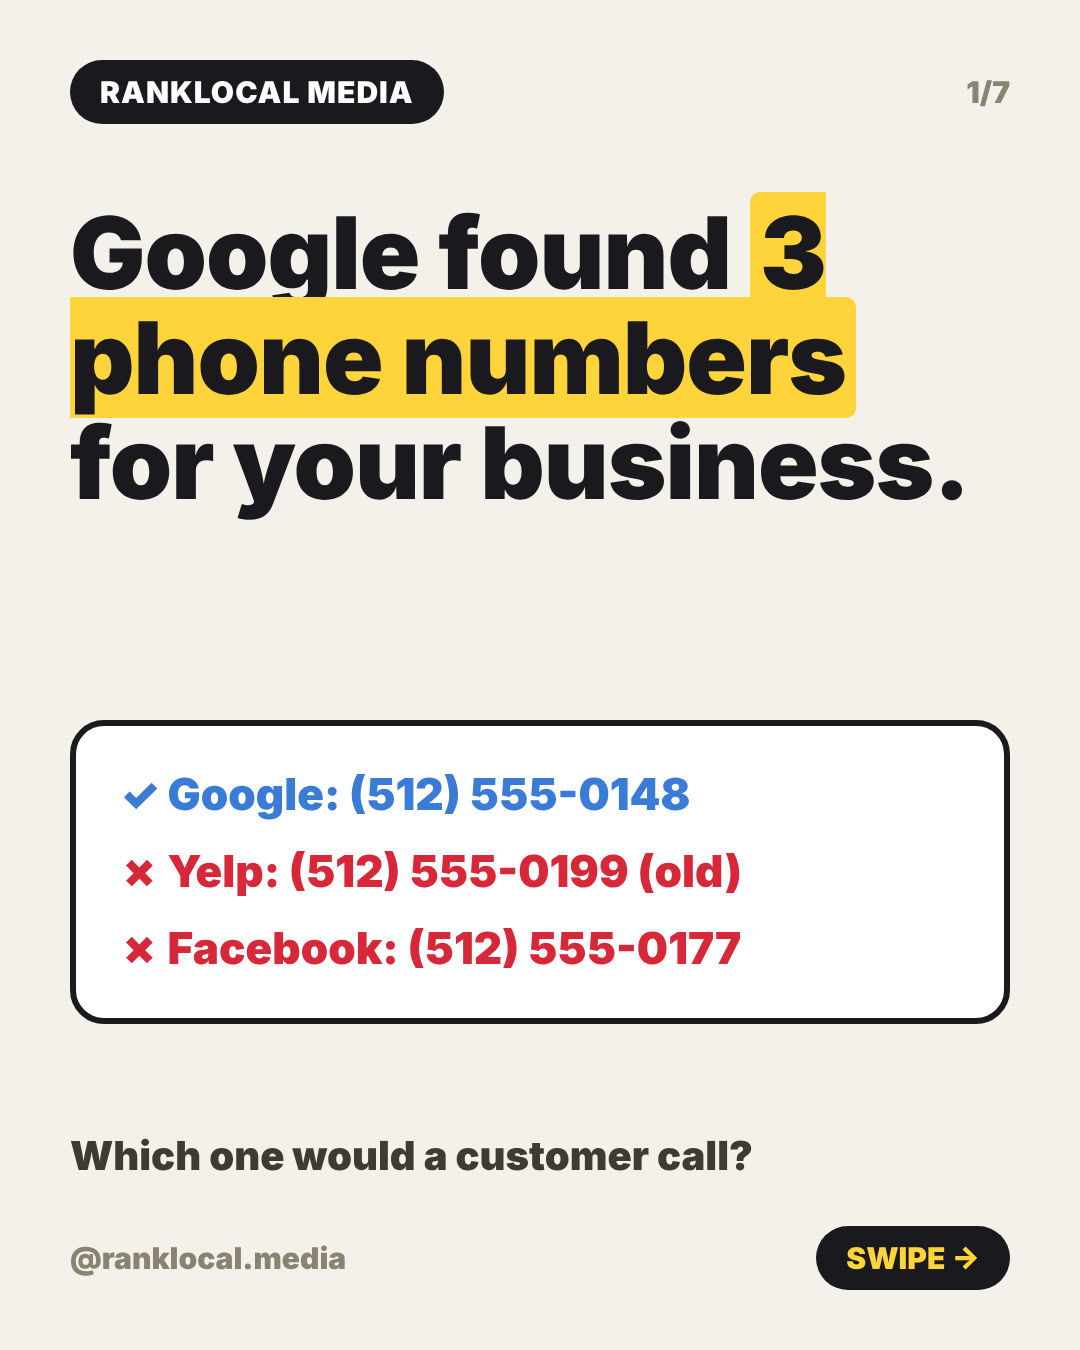 RANKLOCAL MEDIA
1/7
Google found 3
phone numbers
for your business.
✓ Google: (512) 555-0148
× Yelp: (512) 555-0199 (old)
× Facebook: (512) 555-0177
Which one would a customer call?
@ranklocal.media
SWIPE →